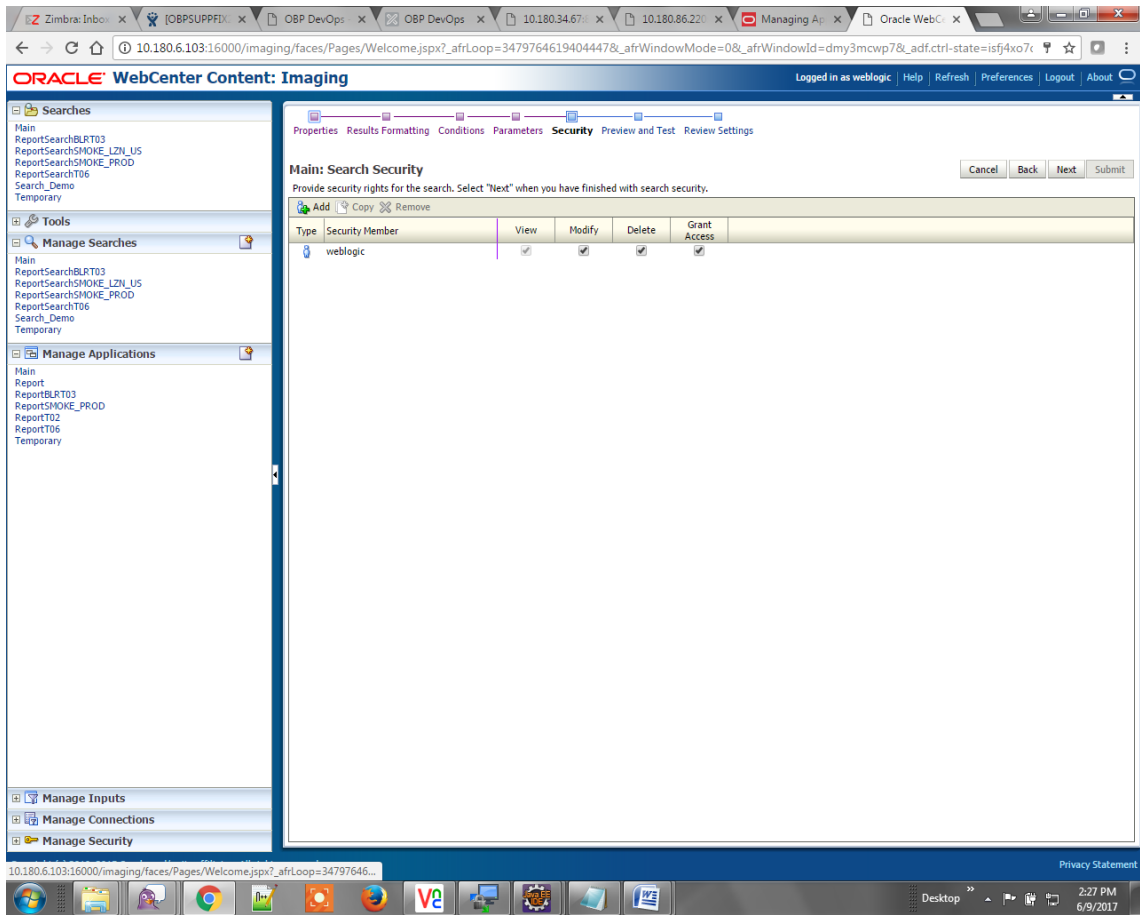 Zimbra: Inbox
[OBPSUPPFIX
OBP DevOps
OBP DevOps
10.180.34.67:
10.180.86.220
Managing Ap
Oracle WebCe
10.180.6.103:16000/imaging/faces/Pages/Welcome.jspx?_afrLoop=34797646194044478&_afrWindowMode=0&_afrWindowId=dmy3mcwp7&_adf.ctrl-state=isfj4xo7c
ORACLE WebCenter Content: Imaging
Logged in as weblogic | Help | Refresh | Preferences | Logout | About
Searches
Main
ReportSearchBLRT03
ReportSearchSMOKE_LZN_US
ReportSearchSMOKE_PROD
ReportSearchT06
Search_Demo
Temporary
Tools
Manage Searches
Main
ReportSearchBLRT03
ReportSearchSMOKE_LZN_US
ReportSearchSMOKE_PROD
ReportSearchT06
Search_Demo
Temporary
Manage Applications
Main
Report
ReportBLRT03
ReportSMOKE_PROD
ReportT02
ReportT06
Temporary
Manage Inputs
Manage Connections
Manage Security
Properties Results Formatting Conditions Parameters Security Preview and Test Review Settings
Main: Search Security
Cancel Back Next Submit
Provide security rights for the search. Select "Next" when you have finished with search security.
Add Copy Remove
Type Security Member View Modify Delete Grant Access
weblogic
Privacy Statement
10.180.6.103:16000/imaging/faces/Pages/Welcome.jspx?_afrLoop=34797646...
Desktop
2:27 PM
6/9/2017